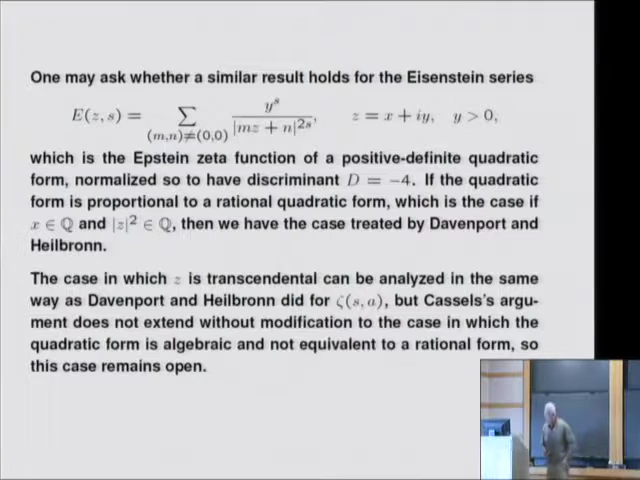 One may ask whether a similar result holds for the Eisenstein series
E(z, s) = ∑ y^s / |mz + n|^{2s}, z = x + iy, y > 0,
(m,n)≠(0,0)
which is the Epstein zeta function of a positive-definite quadratic
form, normalized so to have discriminant D = −4. If the quadratic
form is proportional to a rational quadratic form, which is the case if
x ∈ ℚ and |z|² ∈ ℚ, then we have the case treated by Davenport and
Heilbronn.
The case in which z is transcendental can be analyzed in the same
way as Davenport and Heilbronn did for ζ(s, a), but Cassels's argu-
ment does not extend without modification to the case in which the
quadratic form is algebraic and not equivalent to a rational form, so
this case remains open.